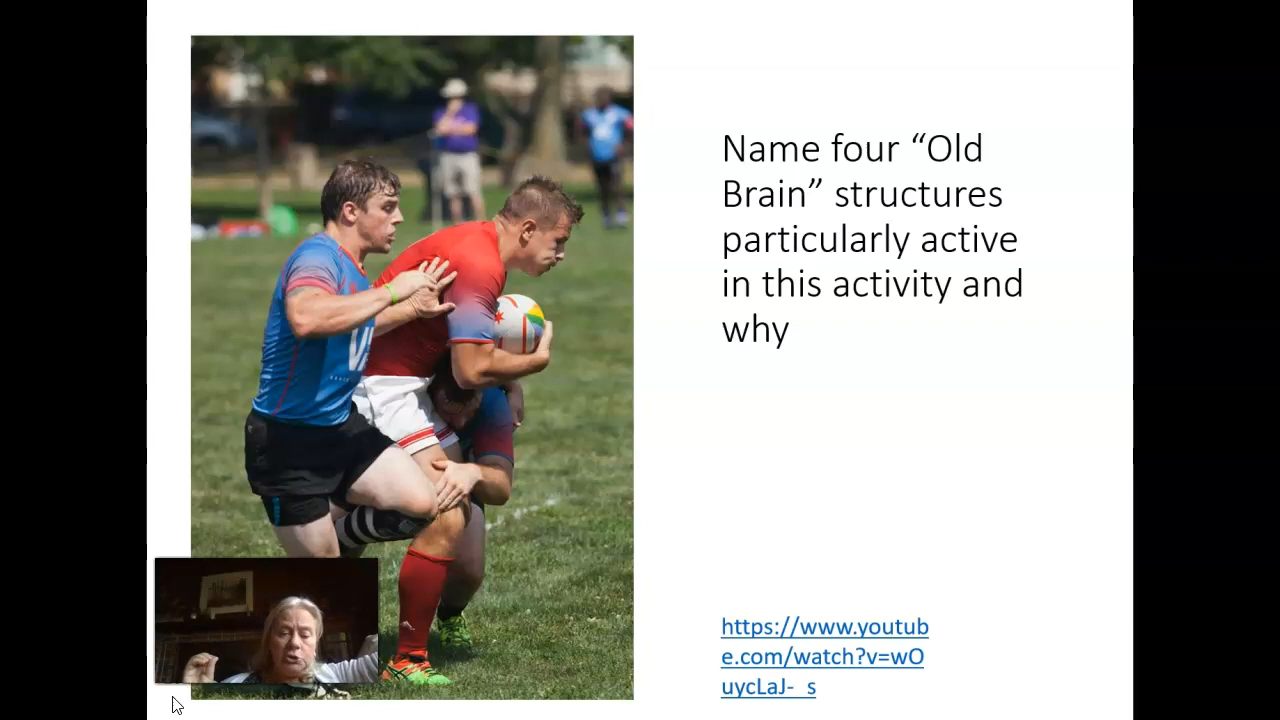 Name four “Old
Brain” structures
particularly active
in this activity and
why
https://www.youtub
e.com/watch?v=wO
uycLaJ-_s